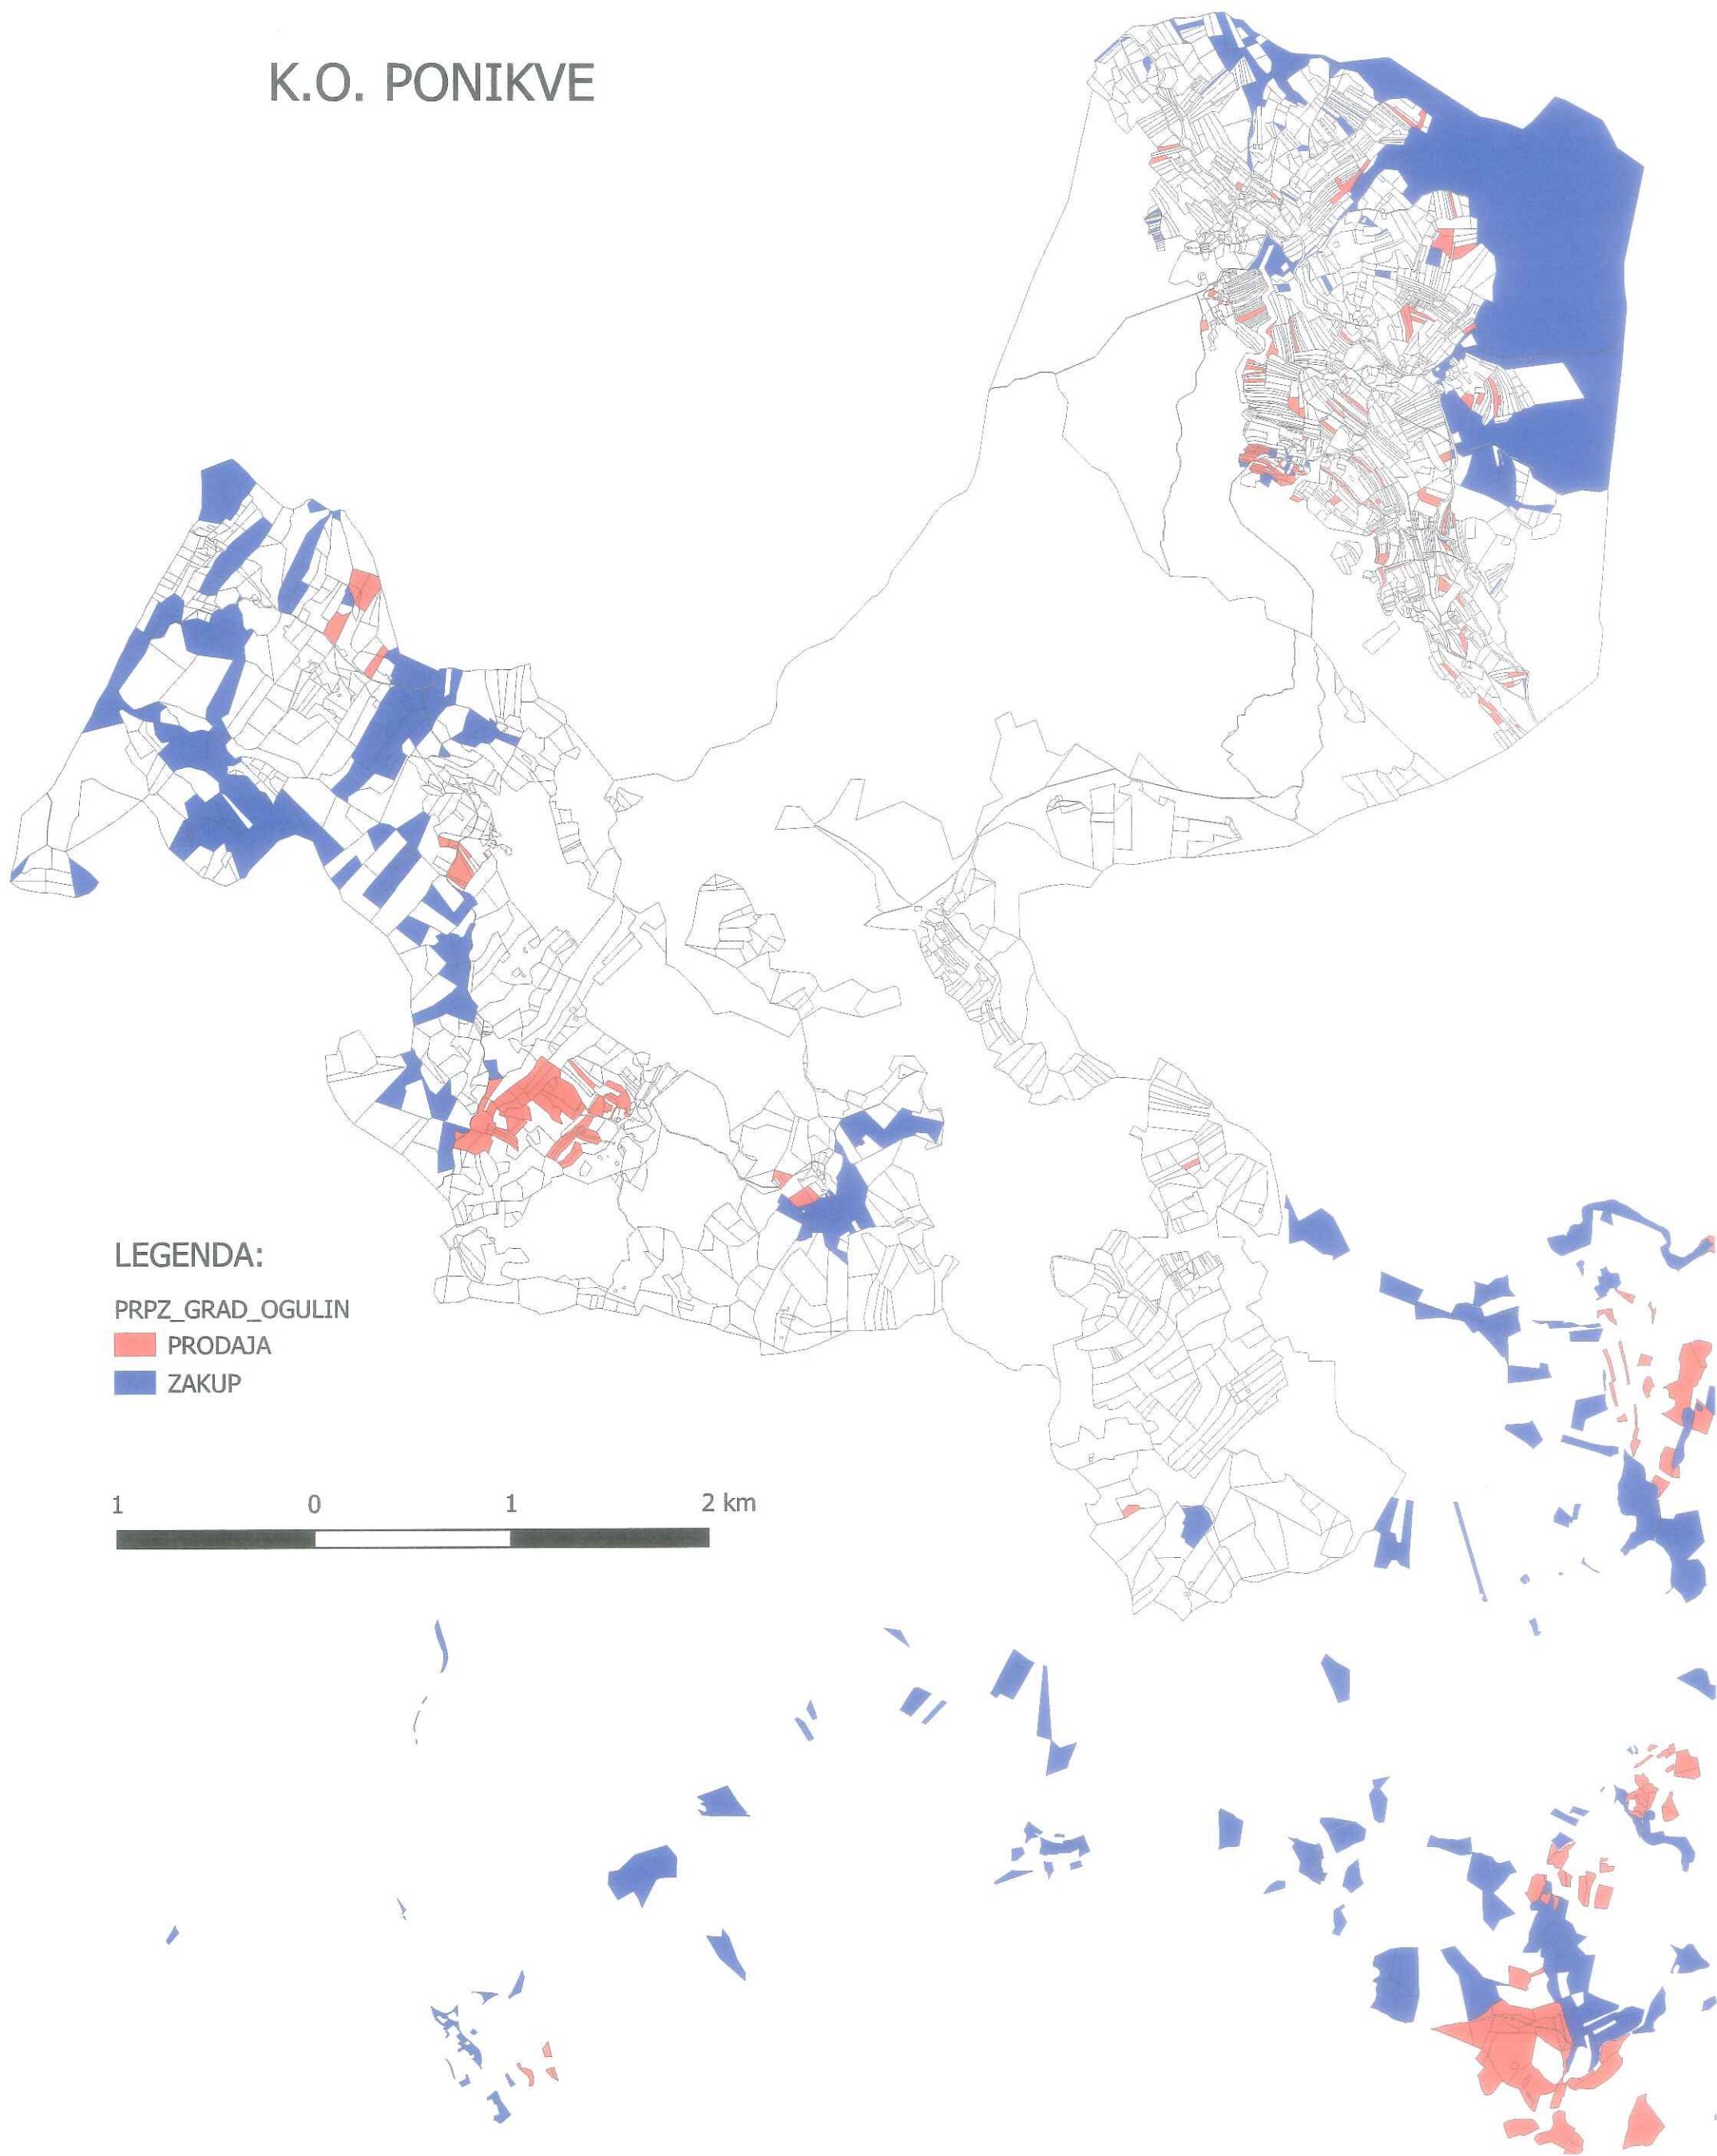 K.O. PONIKVE
LEGENDA:
PRPZ_GRAD_OGULIN
PRODAJA
ZAKUP
1 0 1 2 km